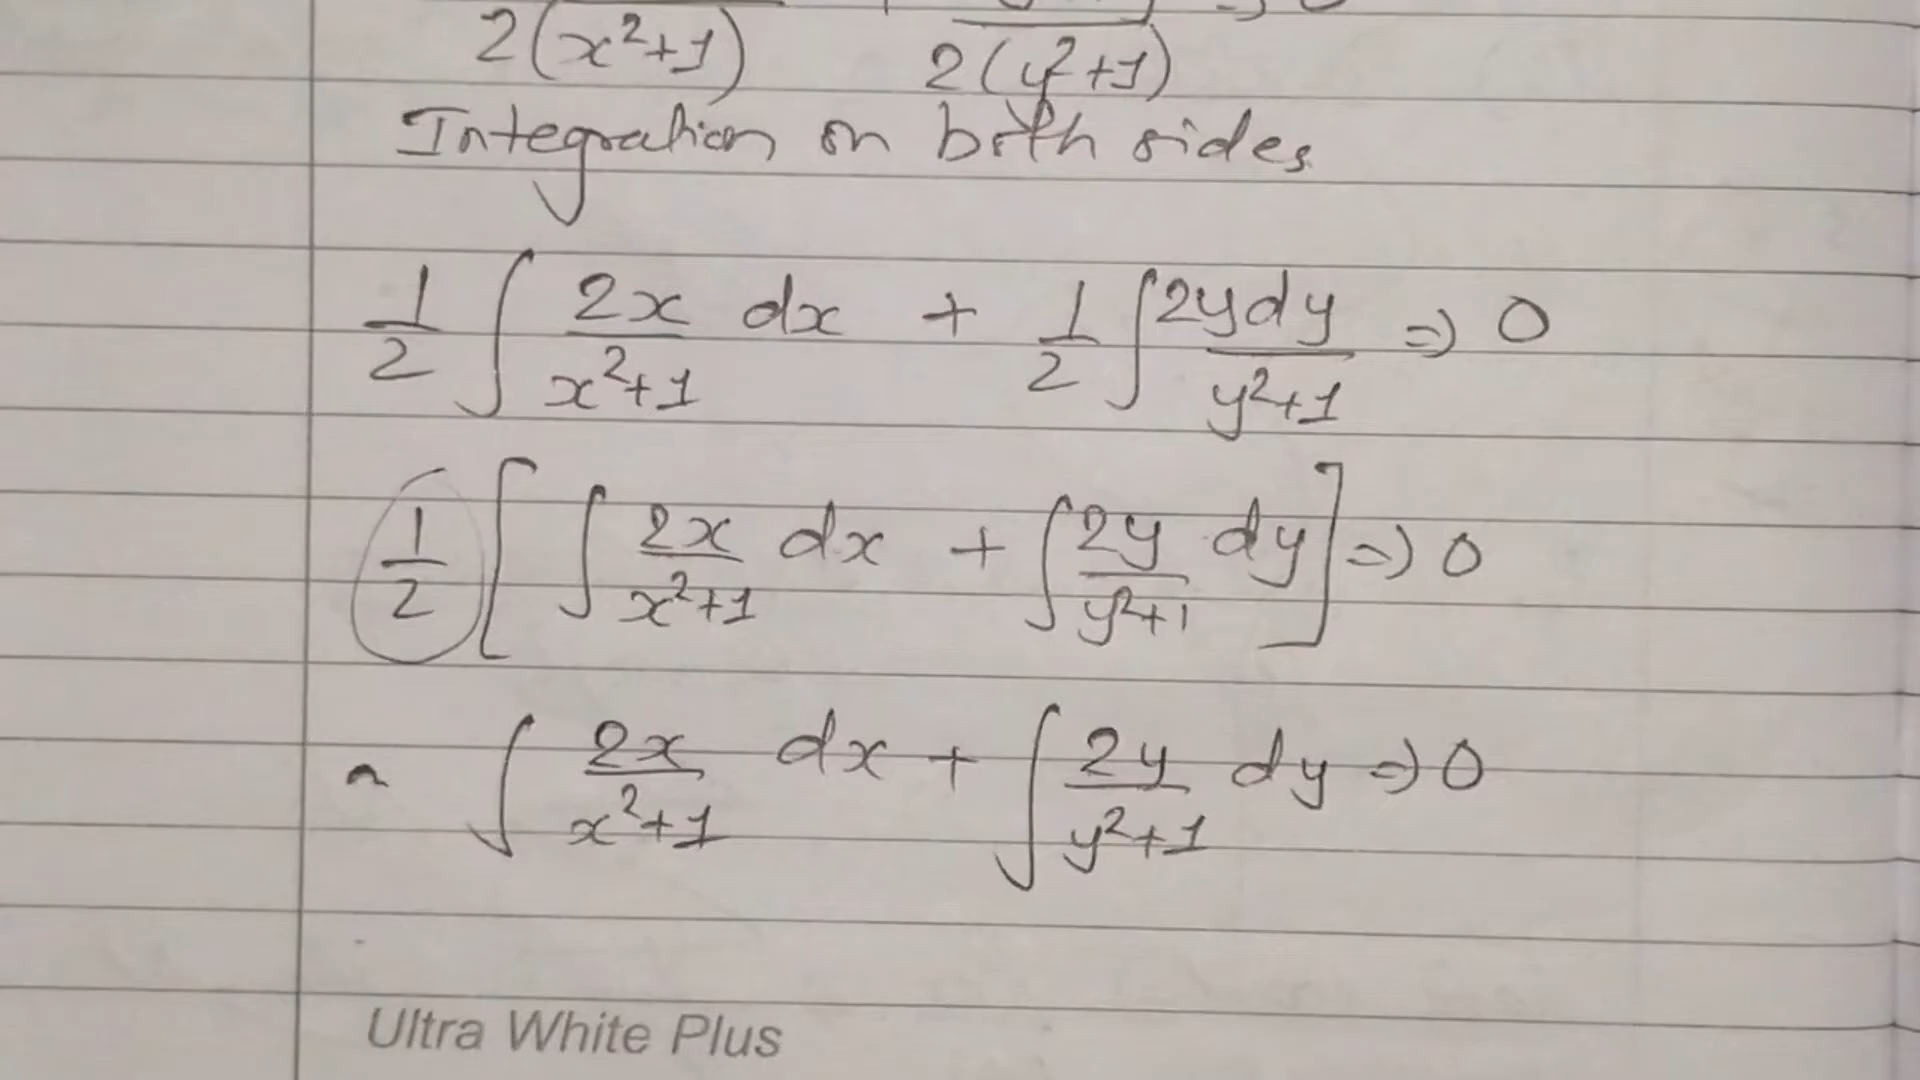 2(x²+1) 2(y²+1)
Integration on both sides
1/2 ∫ 2x/x²+1 dx + 1/2 ∫ 2ydy/y²+1 => 0
1/2 [ ∫ 2x/x²+1 dx + ∫ 2y/y²+1 dy ] => 0
~ ∫ 2x/x²+1 dx + ∫ 2y/y²+1 dy => 0
Ultra White Plus